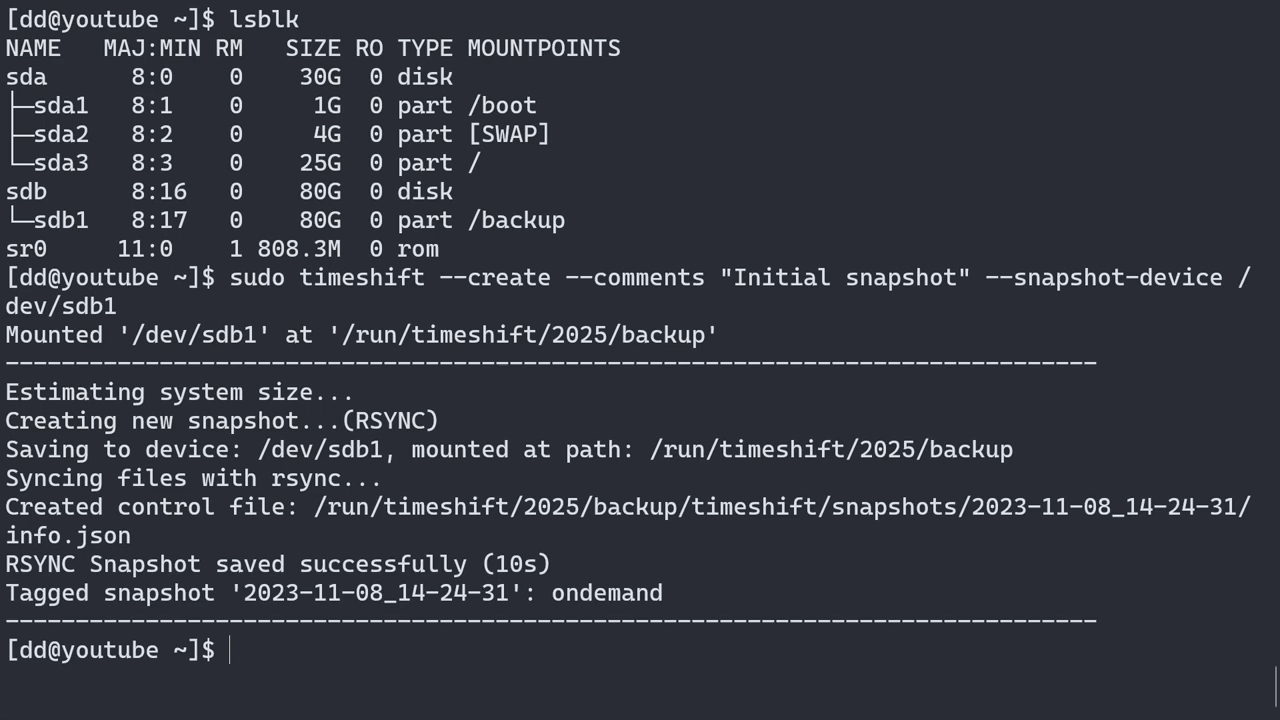 [dd@youtube ~]$ lsblk
NAME   MAJ:MIN RM   SIZE RO TYPE MOUNTPOINTS
sda      8:0    0    30G  0 disk
├─sda1   8:1    0     1G  0 part /boot
├─sda2   8:2    0     4G  0 part [SWAP]
└─sda3   8:3    0    25G  0 part /
sdb      8:16   0    80G  0 disk
└─sdb1   8:17   0    80G  0 part /backup
sr0     11:0    1 808.3M  0 rom
[dd@youtube ~]$ sudo timeshift --create --comments "Initial snapshot" --snapshot-device /
dev/sdb1
Mounted '/dev/sdb1' at '/run/timeshift/2025/backup'
------------------------------------------------------------------------------
Estimating system size...
Creating new snapshot...(RSYNC)
Saving to device: /dev/sdb1, mounted at path: /run/timeshift/2025/backup
Syncing files with rsync...
Created control file: /run/timeshift/2025/backup/timeshift/snapshots/2023-11-08_14-24-31/
info.json
RSYNC Snapshot saved successfully (10s)
Tagged snapshot '2023-11-08_14-24-31': ondemand
------------------------------------------------------------------------------
[dd@youtube ~]$